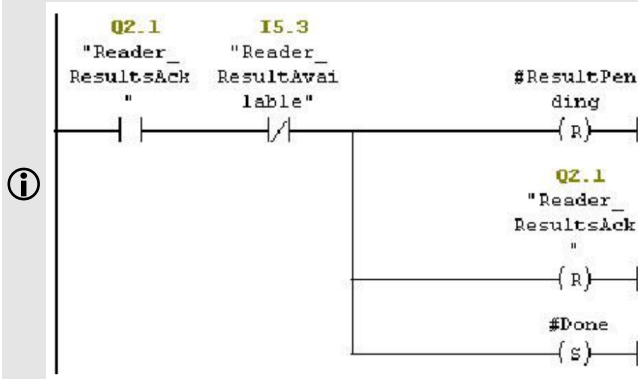 Q2.1 I5.3
"Reader_ "Reader_
ResultsAck ResultAvai #ResultPen
" lable" ding
( R )
Q2.1
"Reader_
ResultsAck
"
( R )
#Done
( S )